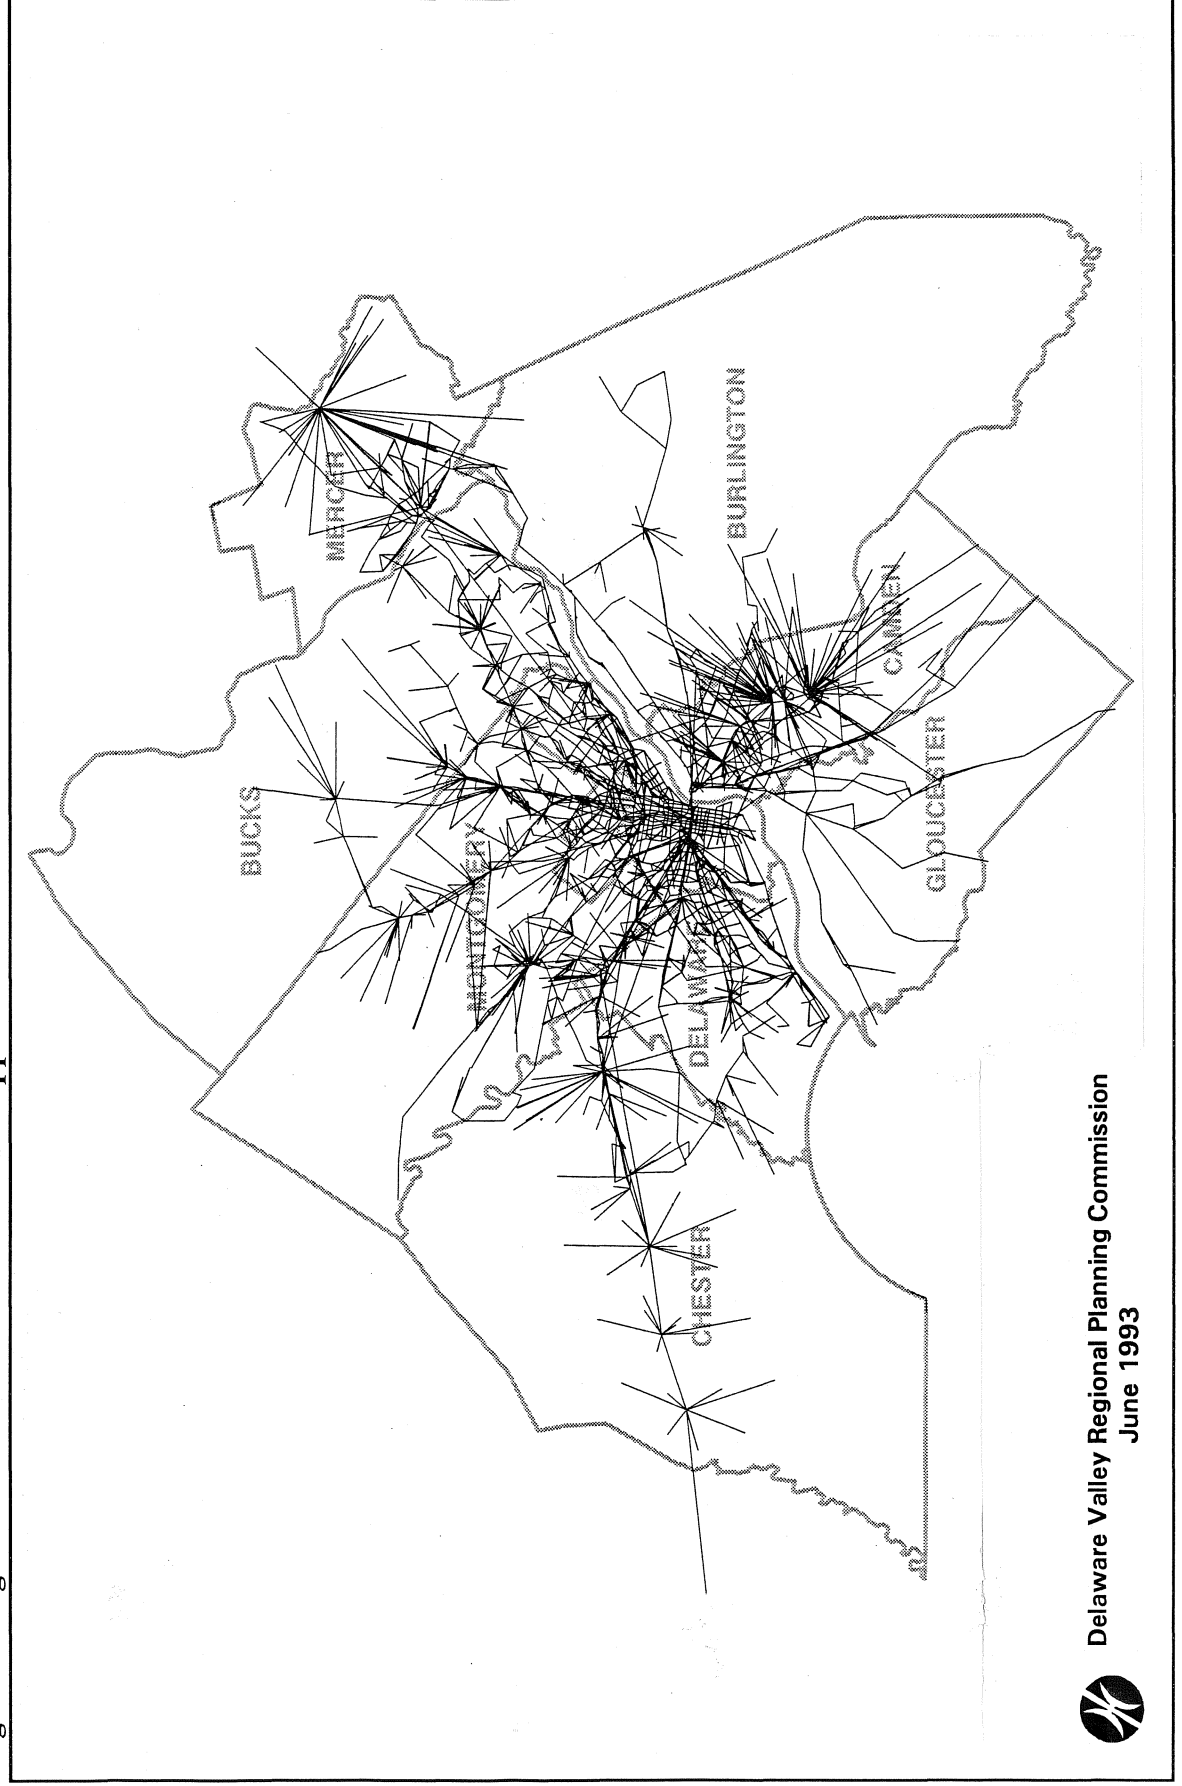 MERCER
BUCKS
BURLINGTON
MONTGOMERY
CAMDEN
GLOUCESTER
DELAWARE
CHESTER
Delaware Valley Regional Planning Commission
June 1993